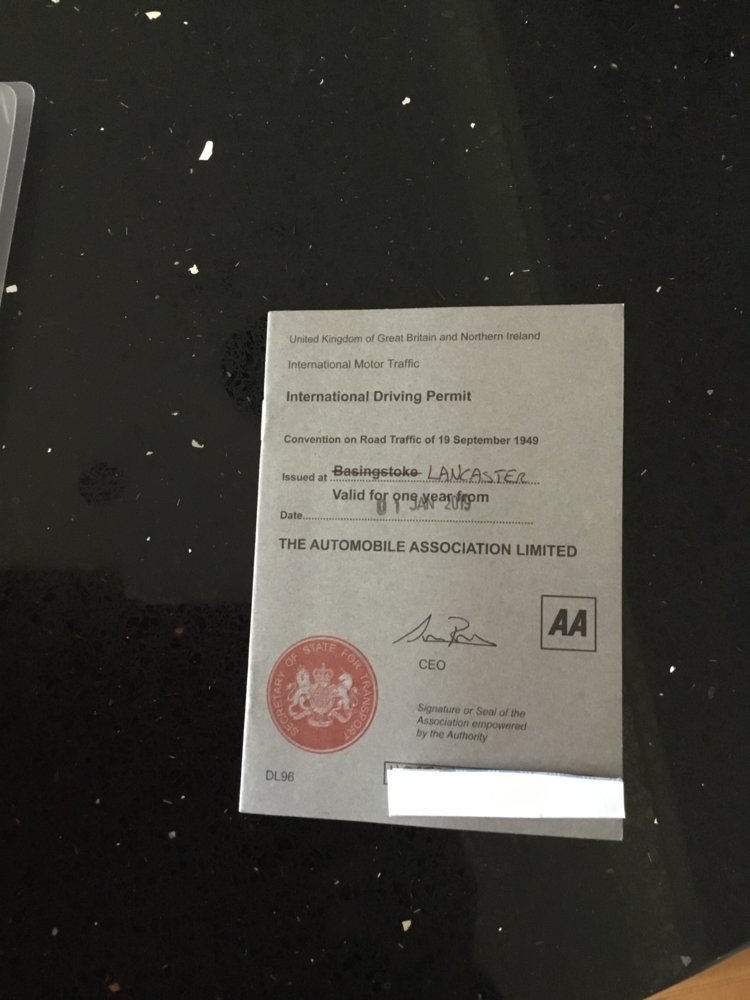 United Kingdom of Great Britain and Northern Ireland
International Motor Traffic
International Driving Permit
Convention on Road Traffic of 19 September 1949
Issued at Basingstoke LANCASTER
Valid for one year from
Date 01 JAN 2019
THE AUTOMOBILE ASSOCIATION LIMITED
AA
CEO
SECRETARY OF STATE FOR TRANSPORT
Signature or Seal of the
Association empowered
by the Authority
DL96